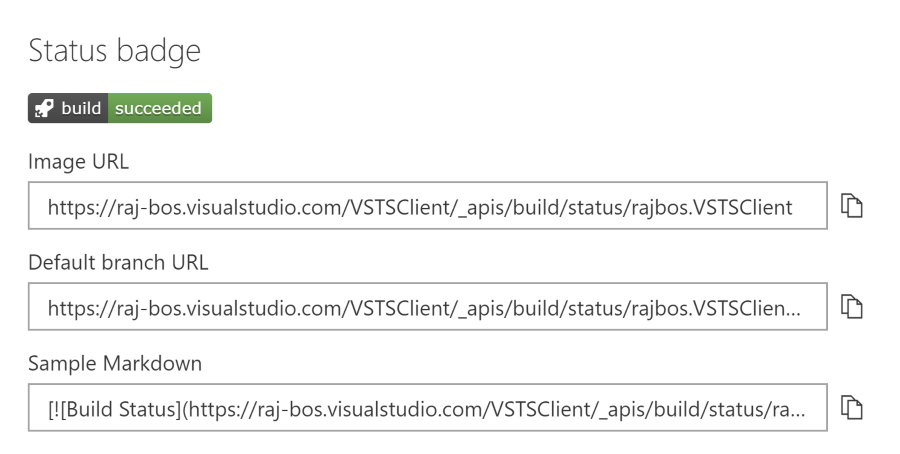 Status badge
build succeeded
Image URL
https://raj-bos.visualstudio.com/VSTSClient/_apis/build/status/rajbos.VSTSClient
Default branch URL
https://raj-bos.visualstudio.com/VSTSClient/_apis/build/status/rajbos.VSTSClien...
Sample Markdown
[![Build Status](https://raj-bos.visualstudio.com/VSTSClient/_apis/build/status/ra...